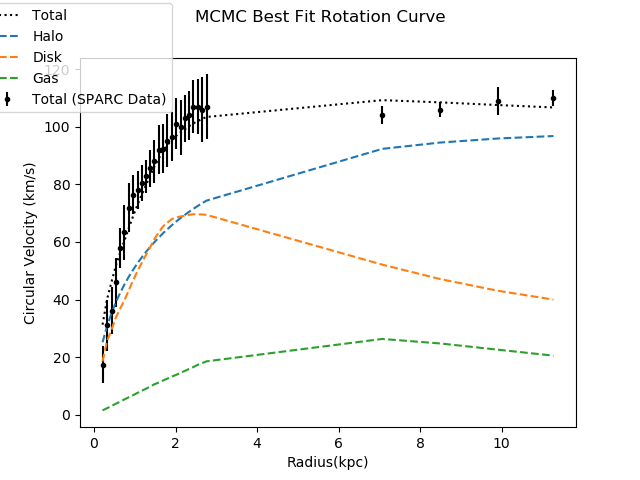 MCMC Best Fit Rotation Curve
Total
Halo
Disk
Gas
Total (SPARC Data)
120
100
80
60
40
20
0
Circular Velocity (km/s)
0 2 4 6 8 10
Radius(kpc)